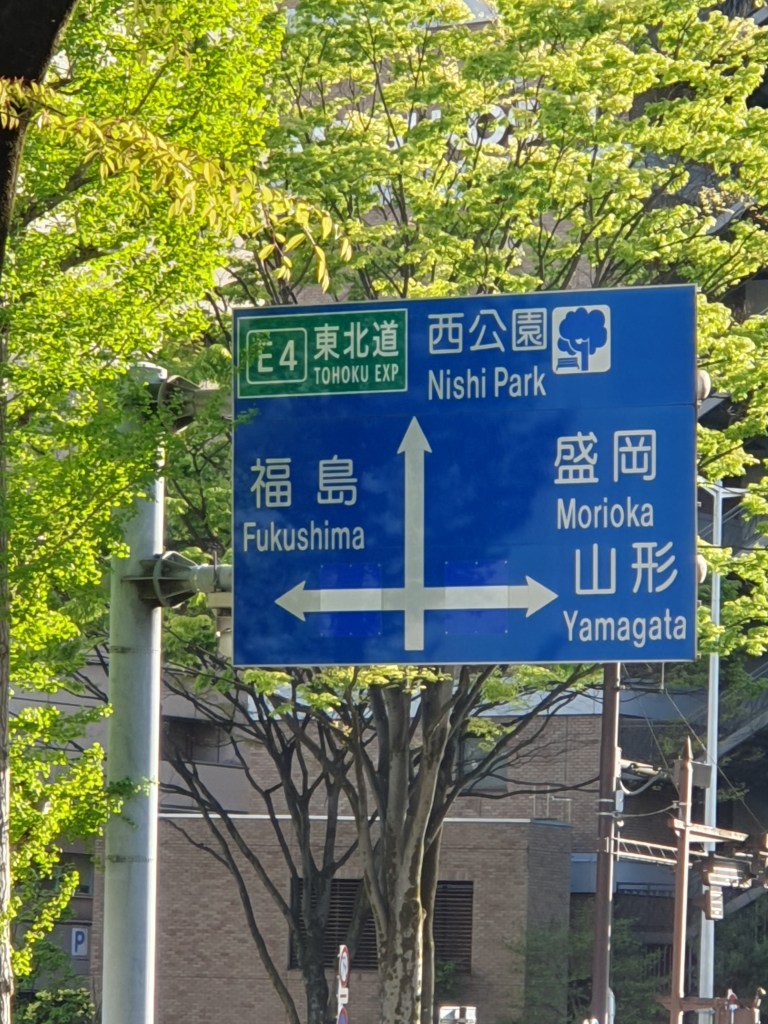 E4 東北道
TOHOKU EXP
西公園
Nishi Park
福島
Fukushima
盛岡
Morioka
山形
Yamagata
P